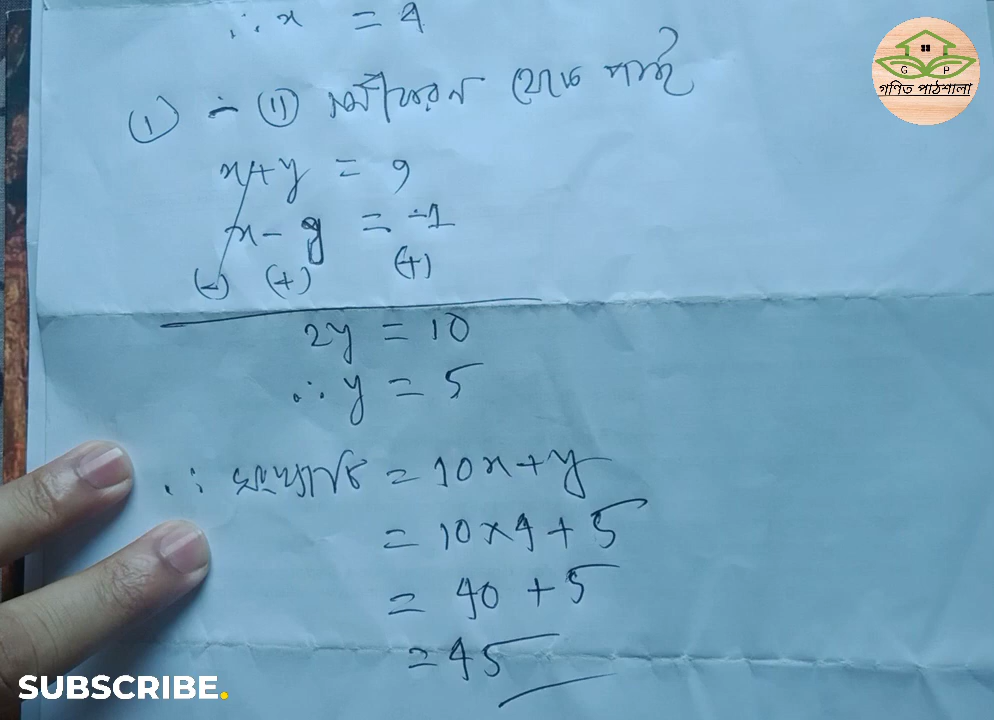 ∴ x = 4
(i) - (ii) সমীকরণ থেকে পাই
x + y = 9
x - y = -1
(-) (+) (+)
2y = 10
∴ y = 5
∴ সংখ্যাটি = 10x + y
= 10 × 4 + 5
= 40 + 5
= 45
G P
গণিত পাঠশালা
SUBSCRIBE.